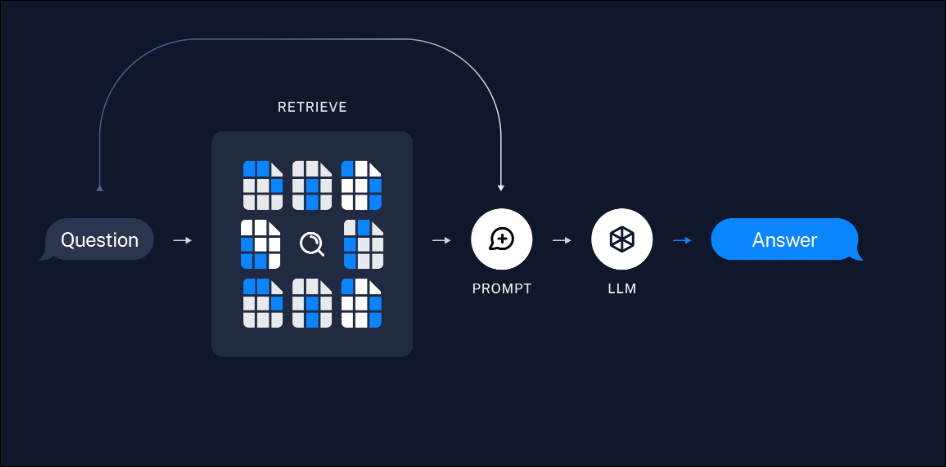 RETRIEVE
Question
Answer
PROMPT
LLM